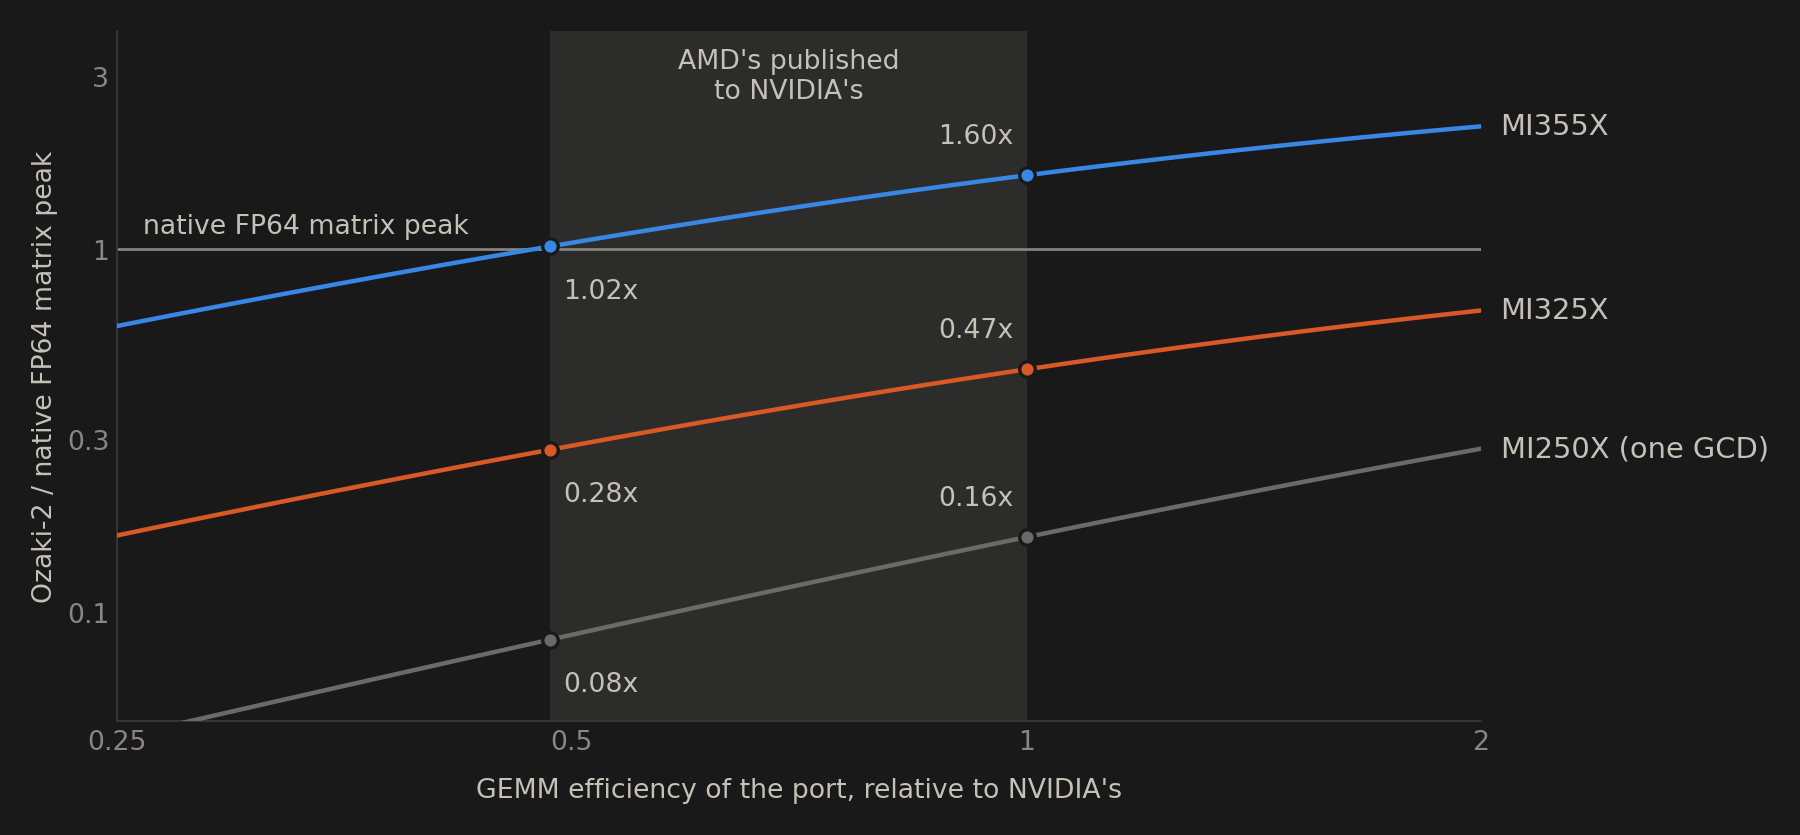 AMD's published
to NVIDIA's
3
1.60x
MI355X
native FP64 matrix peak
1
1.02x
MI325X
0.47x
0.3
MI250X (one GCD)
0.28x
0.16x
0.1
0.08x
0.25
0.5
1
2
GEMM efficiency of the port, relative to NVIDIA's
Ozaki-2 / native FP64 matrix peak